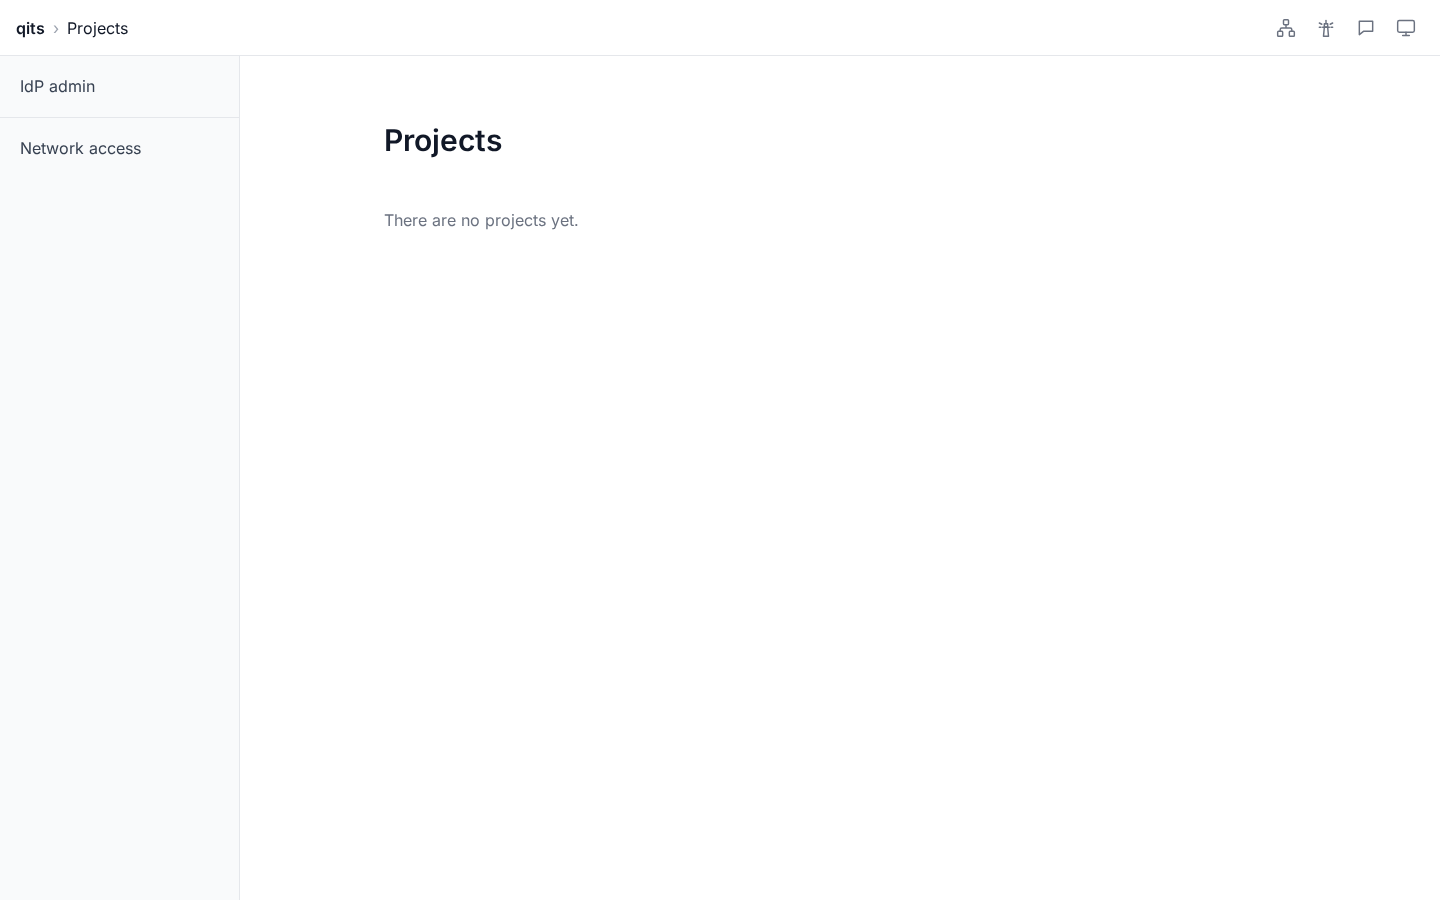 qits › Projects
IdP admin
Network access
Projects
There are no projects yet.